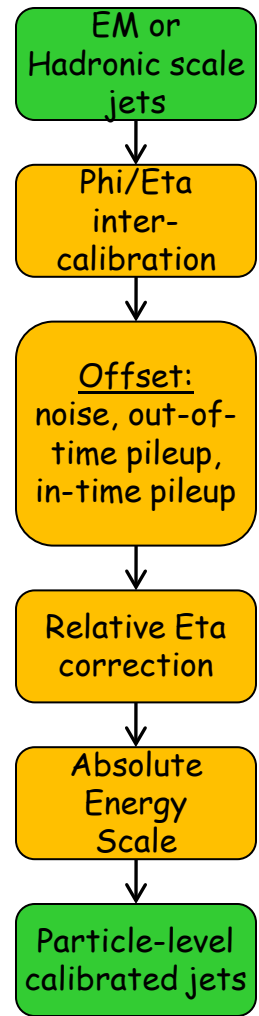 EM or
Hadronic scale
jets
Phi/Eta
inter-
calibration
Offset:
noise, out-of-
time pileup,
in-time pileup
Relative Eta
correction
Absolute
Energy
Scale
Particle-level
calibrated jets